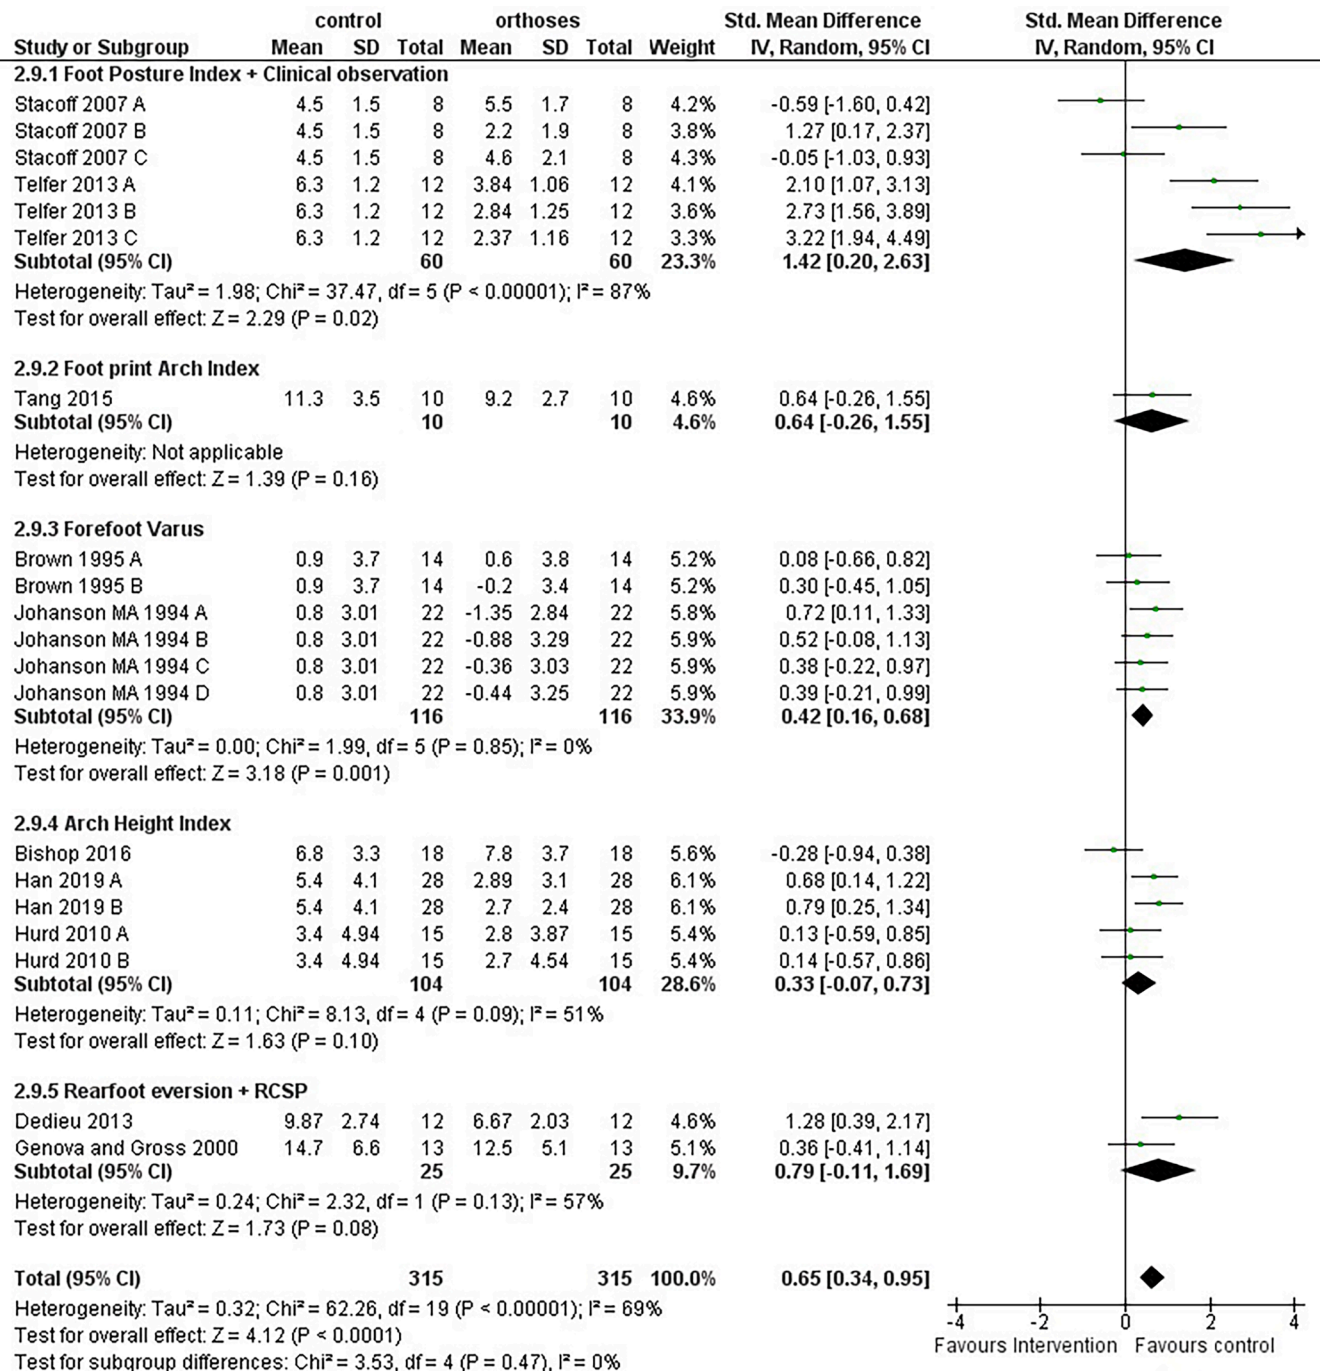 control orthoses Std. Mean Difference Std. Mean Difference
Study or Subgroup Mean SD Total Mean SD Total Weight IV, Random, 95% CI IV, Random, 95% CI
2.9.1 Foot Posture Index + Clinical observation
Stacoff 2007 A 4.5 1.5 8 5.5 1.7 8 4.2% -0.59 [-1.60, 0.42]
Stacoff 2007 B 4.5 1.5 8 2.2 1.9 8 3.8% 1.27 [0.17, 2.37]
Stacoff 2007 C 4.5 1.5 8 4.6 2.1 8 4.3% -0.05 [-1.03, 0.93]
Telfer 2013 A 6.3 1.2 12 3.84 1.06 12 4.1% 2.10 [1.07, 3.13]
Telfer 2013 B 6.3 1.2 12 2.84 1.25 12 3.6% 2.73 [1.56, 3.89]
Telfer 2013 C 6.3 1.2 12 2.37 1.16 12 3.3% 3.22 [1.94, 4.49]
Subtotal (95% CI) 60 60 23.3% 1.42 [0.20, 2.63]
Heterogeneity: Tau² = 1.98; Chi² = 37.47, df = 5 (P < 0.00001); I² = 87%
Test for overall effect: Z = 2.29 (P = 0.02)
2.9.2 Foot print Arch Index
Tang 2015 11.3 3.5 10 9.2 2.7 10 4.6% 0.64 [-0.26, 1.55]
Subtotal (95% CI) 10 10 4.6% 0.64 [-0.26, 1.55]
Heterogeneity: Not applicable
Test for overall effect: Z = 1.39 (P = 0.16)
2.9.3 Forefoot Varus
Brown 1995 A 0.9 3.7 14 0.6 3.8 14 5.2% 0.08 [-0.66, 0.82]
Brown 1995 B 0.9 3.7 14 -0.2 3.4 14 5.2% 0.30 [-0.45, 1.05]
Johanson MA 1994 A 0.8 3.01 22 -1.35 2.84 22 5.8% 0.72 [0.11, 1.33]
Johanson MA 1994 B 0.8 3.01 22 -0.88 3.29 22 5.9% 0.52 [-0.08, 1.13]
Johanson MA 1994 C 0.8 3.01 22 -0.36 3.03 22 5.9% 0.38 [-0.22, 0.97]
Johanson MA 1994 D 0.8 3.01 22 -0.44 3.25 22 5.9% 0.39 [-0.21, 0.99]
Subtotal (95% CI) 116 116 33.9% 0.42 [0.16, 0.68]
Heterogeneity: Tau² = 0.00; Chi² = 1.99, df = 5 (P = 0.85); I² = 0%
Test for overall effect: Z = 3.18 (P = 0.001)
2.9.4 Arch Height Index
Bishop 2016 6.8 3.3 18 7.8 3.7 18 5.6% -0.28 [-0.94, 0.38]
Han 2019 A 5.4 4.1 28 2.89 3.1 28 6.1% 0.68 [0.14, 1.22]
Han 2019 B 5.4 4.1 28 2.7 2.4 28 6.1% 0.79 [0.25, 1.34]
Hurd 2010 A 3.4 4.94 15 2.8 3.87 15 5.4% 0.13 [-0.59, 0.85]
Hurd 2010 B 3.4 4.94 15 2.7 4.54 15 5.4% 0.14 [-0.57, 0.86]
Subtotal (95% CI) 104 104 28.6% 0.33 [-0.07, 0.73]
Heterogeneity: Tau² = 0.11; Chi² = 8.13, df = 4 (P = 0.09); I² = 51%
Test for overall effect: Z = 1.63 (P = 0.10)
2.9.5 Rearfoot eversion + RCSP
Dedieu 2013 9.87 2.74 12 6.67 2.03 12 4.6% 1.28 [0.39, 2.17]
Genova and Gross 2000 14.7 6.6 13 12.5 5.1 13 5.1% 0.36 [-0.41, 1.14]
Subtotal (95% CI) 25 25 9.7% 0.79 [-0.11, 1.69]
Heterogeneity: Tau² = 0.24; Chi² = 2.32, df = 1 (P = 0.13); I² = 57%
Test for overall effect: Z = 1.73 (P = 0.08)
Total (95% CI) 315 315 100.0% 0.65 [0.34, 0.95]
Heterogeneity: Tau² = 0.32; Chi² = 62.26, df = 19 (P < 0.00001); I² = 69%
Test for overall effect: Z = 4.12 (P < 0.0001)
Test for subgroup differences: Chi² = 3.53, df = 4 (P = 0.47), I² = 0%
-4 -2 0 2 4
Favours Intervention Favours control